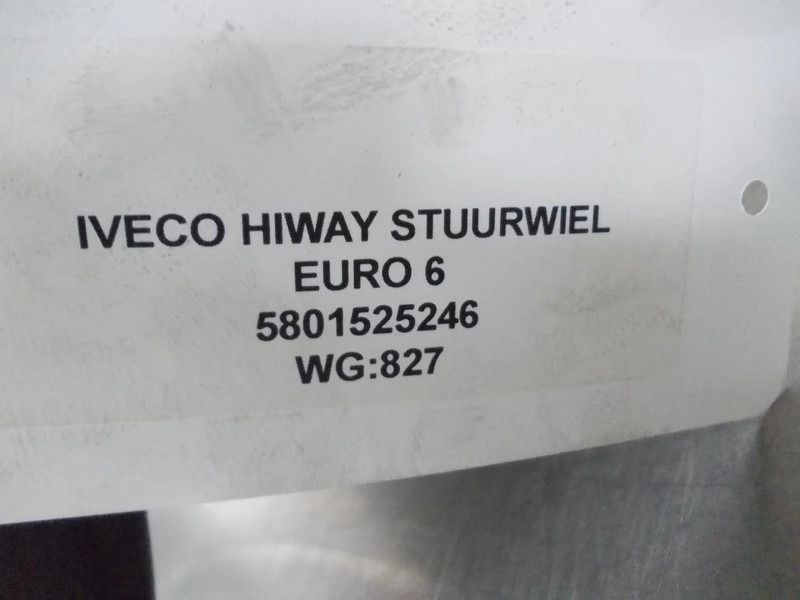 IVECO HIWAY STUURWIEL
EURO 6
5801525246
WG:827